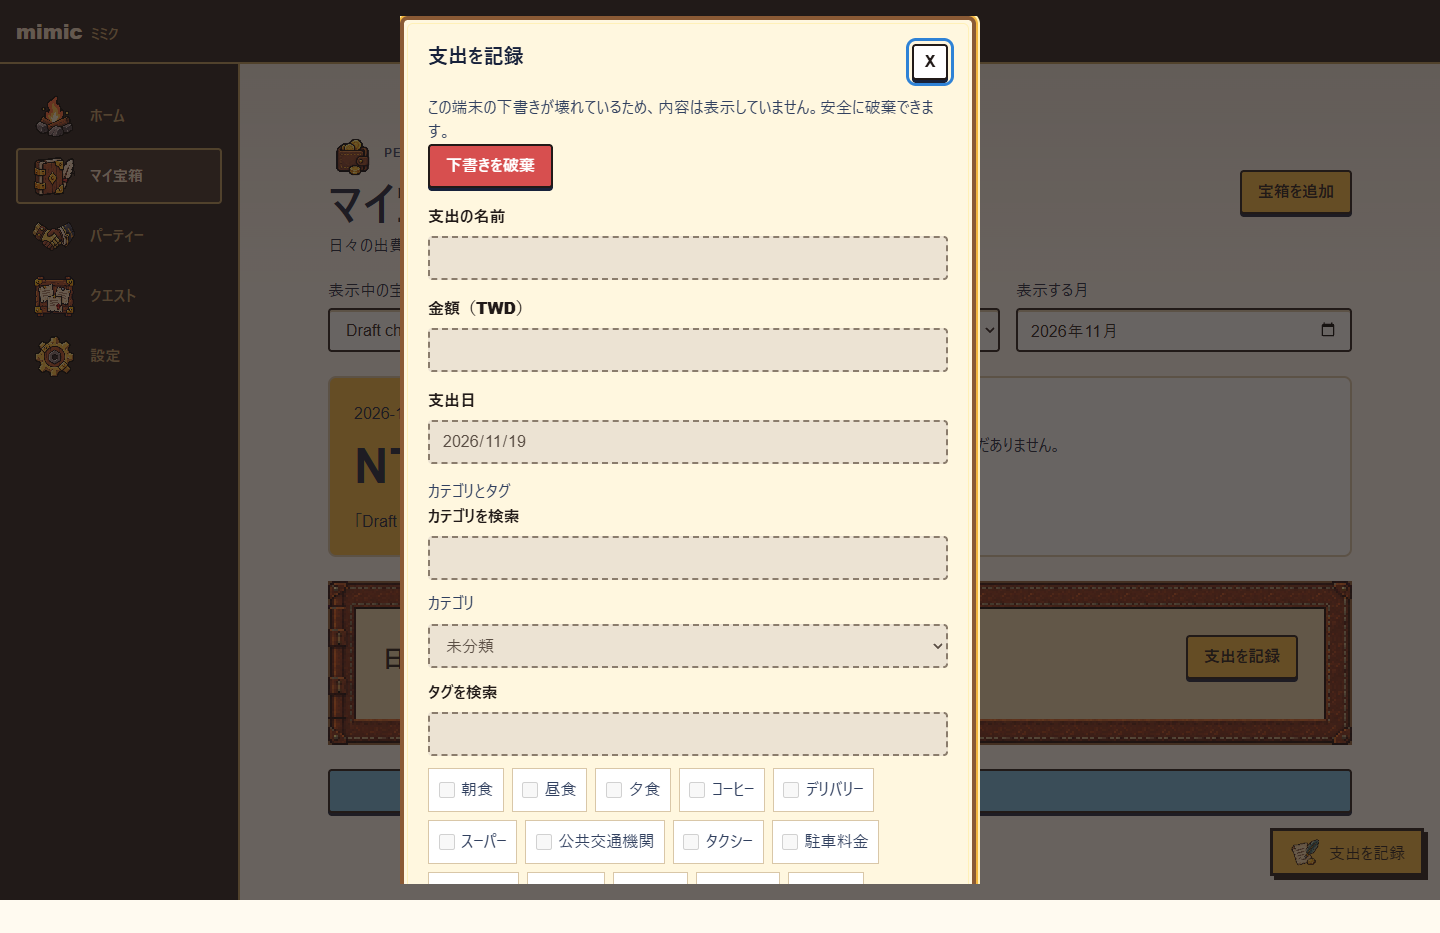 mimic ミミク
ホーム
マイ宝箱
パーティー
クエスト
設定
PE
マイ
日々の出費
宝箱を追加
表示中の宝
表示する月
Draft ch
2026年11月
2026-1
NT
「Draft
だありません。
日
支出を記録
支出を記録
支出を記録
X
この端末の下書きが壊れているため、内容は表示していません。安全に破棄できま
す。
下書きを破棄
支出の名前
金額（TWD）
支出日
2026/11/19
カテゴリとタグ
カテゴリを検索
カテゴリ
未分類
タグを検索
朝食 昼食 夕食 コーヒー デリバリー
スーパー 公共交通機関 タクシー 駐車料金